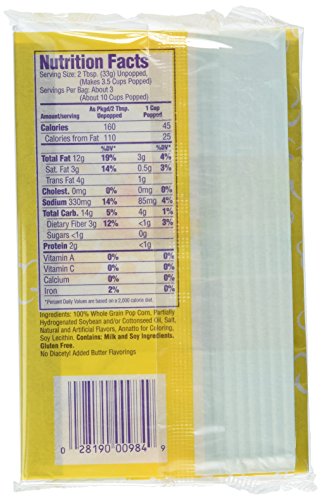 Nutrition Facts
Serving Size: 2 Tbsp. (33g) Unpopped,
(Makes 3.5 Cups Popped)
Servings Per Bag: About 3
(About 10 Cups Popped)
Amount/serving As Pkgd/2 Tbsp. Unpopped 1 Cup Popped
Calories 160 45
Calories from Fat 110 25
%DV* %DV*
Total Fat 12g 19% 3g 4%
Sat. Fat 3g 14% 0.5g 3%
Trans Fat 4g 1g
Cholest. 0mg 0% 0mg 0%
Sodium 330mg 14% 85mg 4%
Total Carb. 14g 5% 4g 1%
Dietary Fiber 3g 12% <1g 3%
Sugars <1g 0g
Protein 2g <1g
Vitamin A 0% 0%
Vitamin C 0% 0%
Calcium 0% 0%
Iron 2% 0%
*Percent Daily Values are based on a 2,000 calorie diet.
Ingredients: 100% Whole Grain Pop Corn, Partially
Hydrogenated Soybean and/or Cottonseed Oil, Salt,
Natural and Artificial Flavors, Annatto for Coloring,
Soy Lecithin. Contains: Milk and Soy Ingredients.
Gluten Free.
No Diacetyl Added Butter Flavorings
0 28190 00984 9